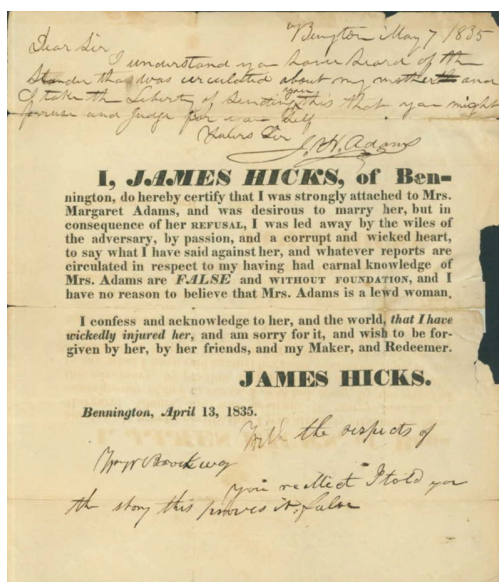 Bengton May 7 1835
Dear Sir
I understand you have heard of the
Slander that was circulated about my mother and
I take the Liberty of Sending you this that you might
peruse and Judge for your Self
Yours Sir
J. H. Adams
I, JAMES HICKS, of Ben-
nington, do hereby certify that I was strongly attached to Mrs.
Margaret Adams, and was desirous to marry her, but in
consequence of her REFUSAL, I was led away by the wiles of
the adversary, by passion, and a corrupt and wicked heart,
to say what I have said against her, and whatever reports are
circulated in respect to my having had carnal knowledge of
Mrs. Adams are FALSE and WITHOUT FOUNDATION, and I
have no reason to believe that Mrs. Adams is a lewd woman.
I confess and acknowledge to her, and the world, that I have
wickedly injured her, and am sorry for it, and wish to be for-
given by her, by her friends, and my Maker, and Redeemer.
JAMES HICKS.
Bennington, April 13, 1835.
With the respects of
you recllect I told you
the story this proves it false